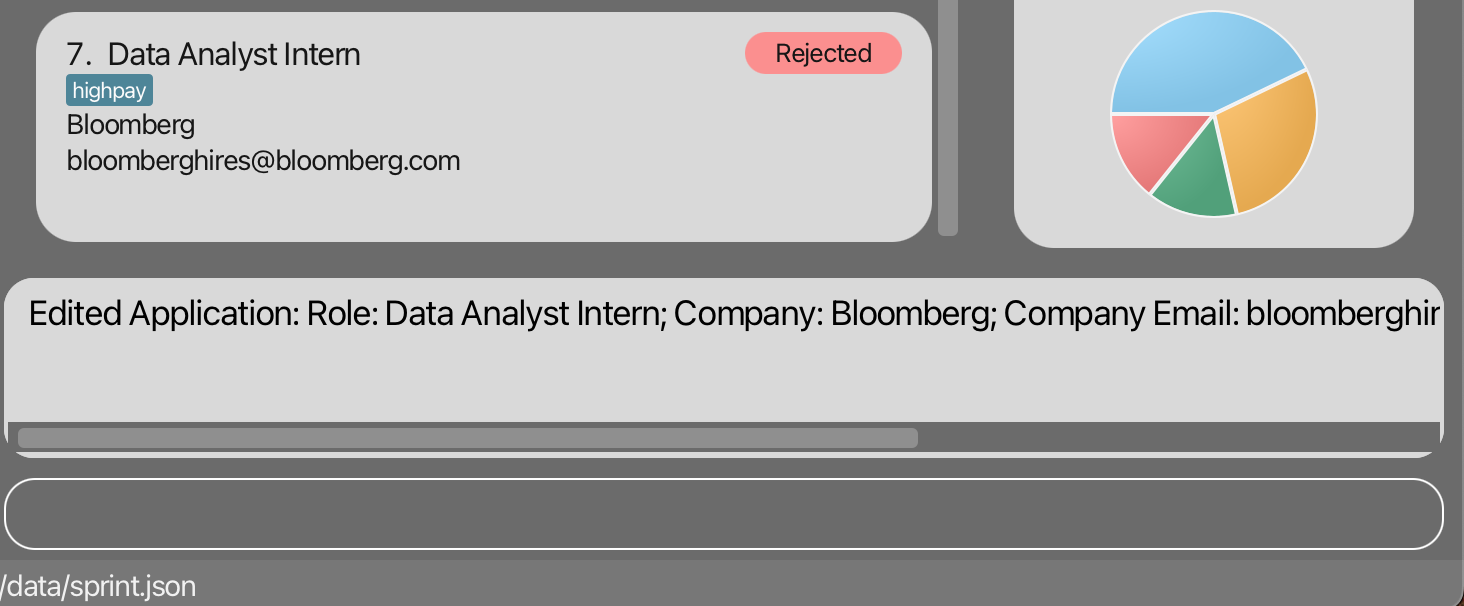 7. Data Analyst Intern
Rejected
highpay
Bloomberg
bloomberghires@bloomberg.com
Edited Application: Role: Data Analyst Intern; Company: Bloomberg; Company Email: bloomberghir
/data/sprint.json